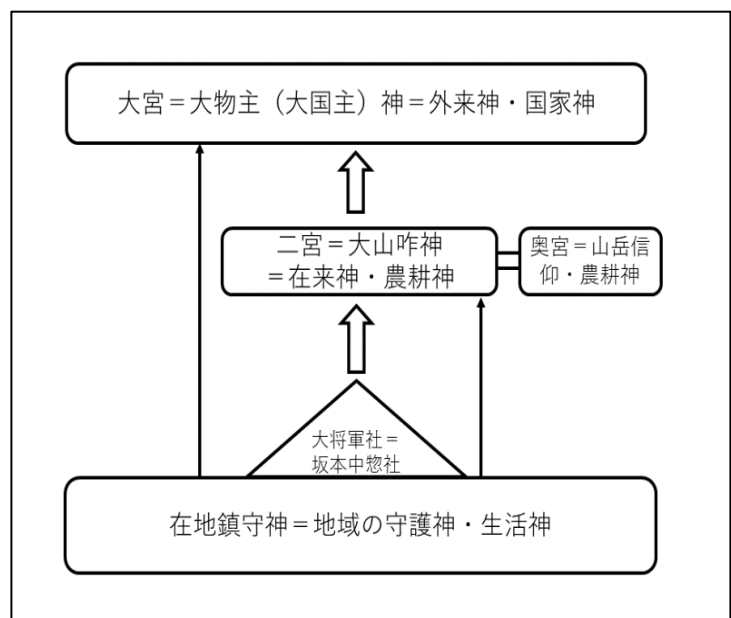 大宮＝大物主（大国主）神＝外来神・国家神
二宮＝大山咋神
＝在来神・農耕神
奥宮＝山岳信
仰・農耕神
大将軍社＝
坂本中惣社
在地鎮守神＝地域の守護神・生活神